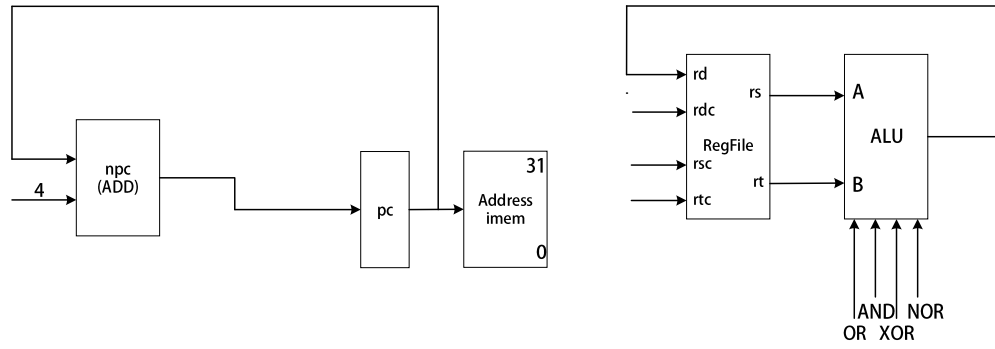 npc
(ADD)
4
pc
31
Address
imem
0
rd
rdc
RegFile
rsc
rtc
rs
rt
A
B
ALU
OR
AND
XOR
NOR